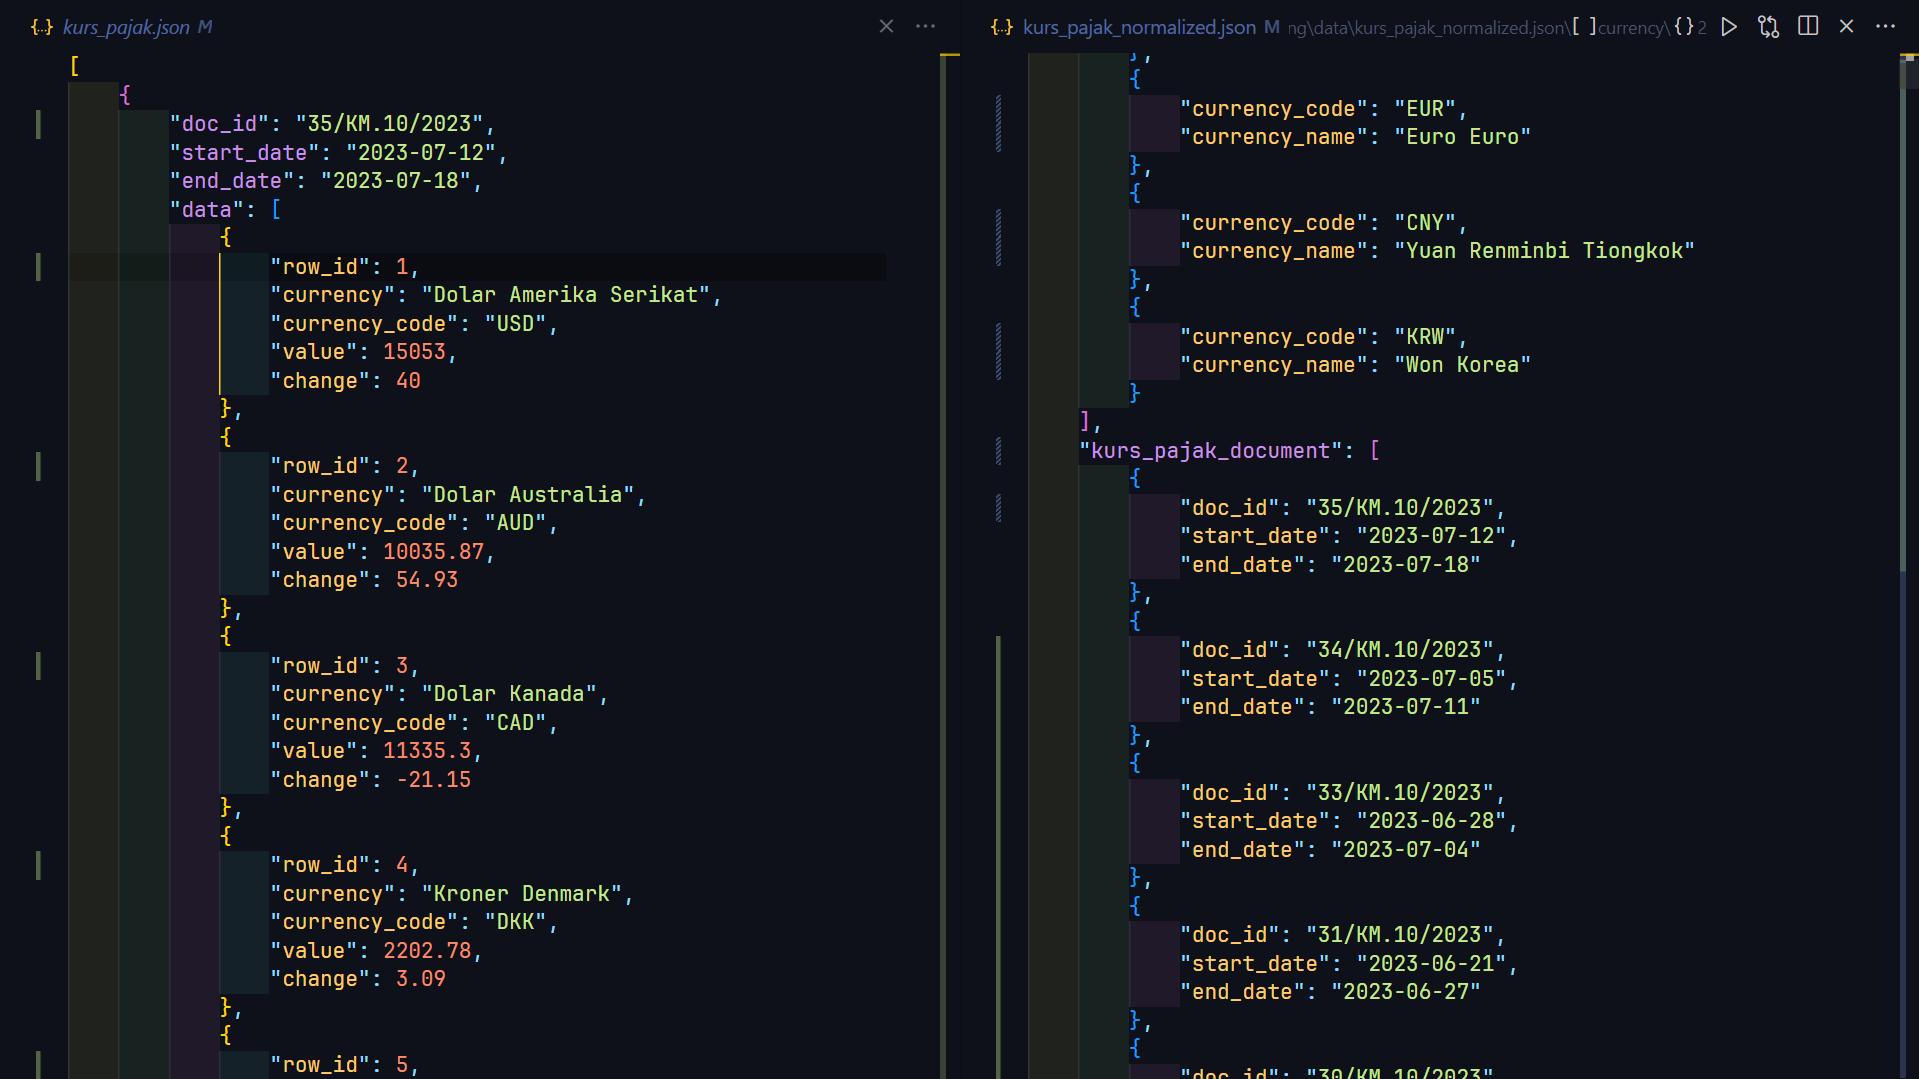 {..} kurs_pajak.json M
[
{
"doc_id": "35/KM.10/2023",
"start_date": "2023-07-12",
"end_date": "2023-07-18",
"data": [
{
"row_id": 1,
"currency": "Dolar Amerika Serikat",
"currency_code": "USD",
"value": 15053,
"change": 40
},
{
"row_id": 2,
"currency": "Dolar Australia",
"currency_code": "AUD",
"value": 10035.87,
"change": 54.93
},
{
"row_id": 3,
"currency": "Dolar Kanada",
"currency_code": "CAD",
"value": 11335.3,
"change": -21.15
},
{
"row_id": 4,
"currency": "Kroner Denmark",
"currency_code": "DKK",
"value": 2202.78,
"change": 3.09
},
{
"row_id": 5,
{..} kurs_pajak_normalized.json M ng\data\kurs_pajak_normalized.json\[ ]currency\{}2
},
{
"currency_code": "EUR",
"currency_name": "Euro Euro"
},
{
"currency_code": "CNY",
"currency_name": "Yuan Renminbi Tiongkok"
},
{
"currency_code": "KRW",
"currency_name": "Won Korea"
}
],
"kurs_pajak_document": [
{
"doc_id": "35/KM.10/2023",
"start_date": "2023-07-12",
"end_date": "2023-07-18"
},
{
"doc_id": "34/KM.10/2023",
"start_date": "2023-07-05",
"end_date": "2023-07-11"
},
{
"doc_id": "33/KM.10/2023",
"start_date": "2023-06-28",
"end_date": "2023-07-04"
},
{
"doc_id": "31/KM.10/2023",
"start_date": "2023-06-21",
"end_date": "2023-06-27"
},
{
"doc_id": "30/KM.10/2023",